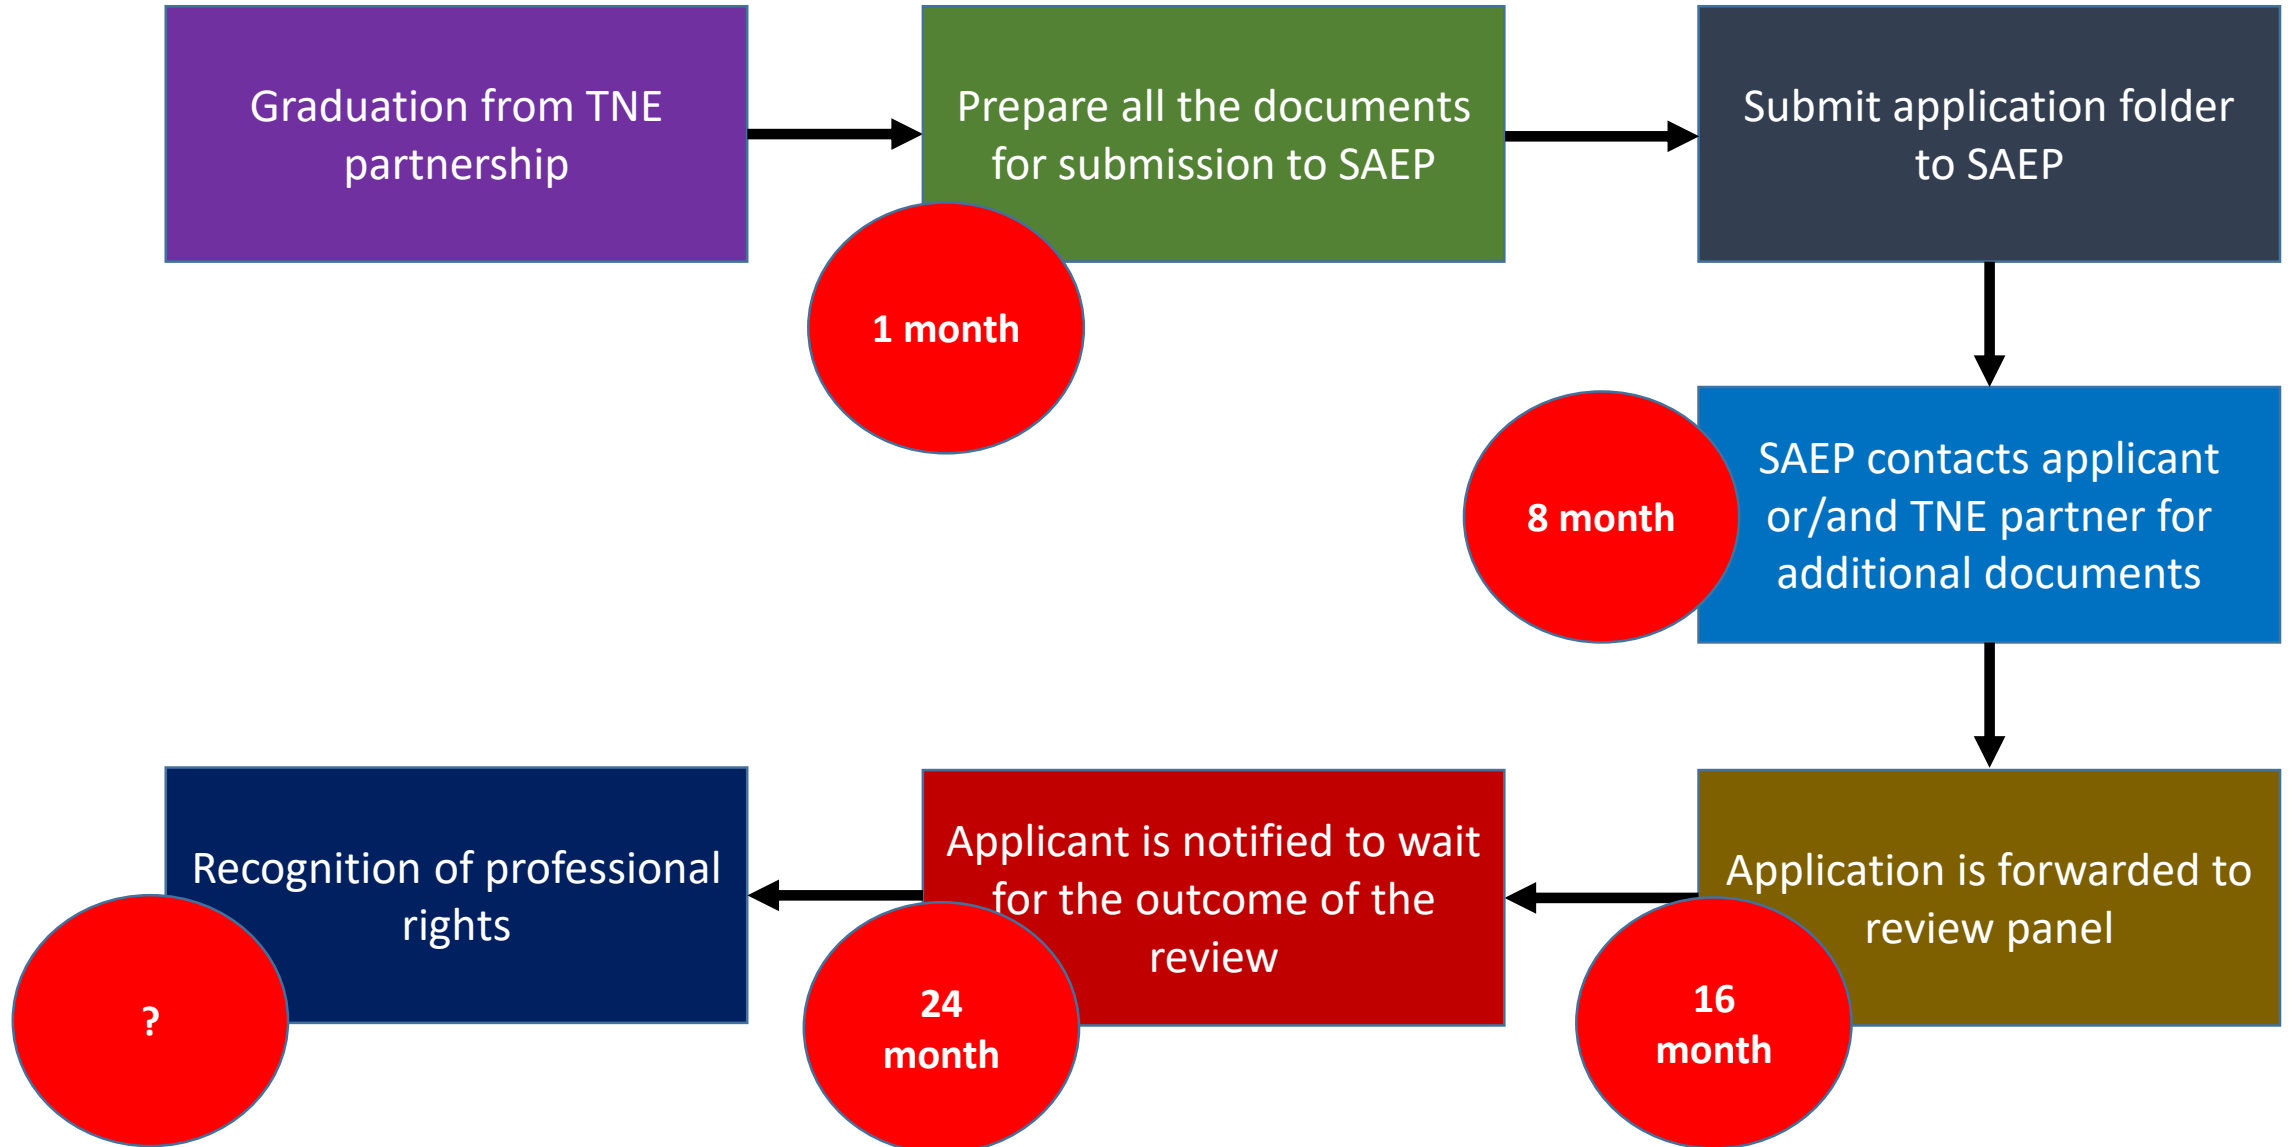 Graduation from TNE
partnership
Prepare all the documents
for submission to SAEP
1 month
Submit application folder
to SAEP
SAEP contacts applicant
or/and TNE partner for
additional documents
8 month
Application is forwarded to
review panel
16
month
Applicant is notified to wait
for the outcome of the
review
24
month
Recognition of professional
rights
?